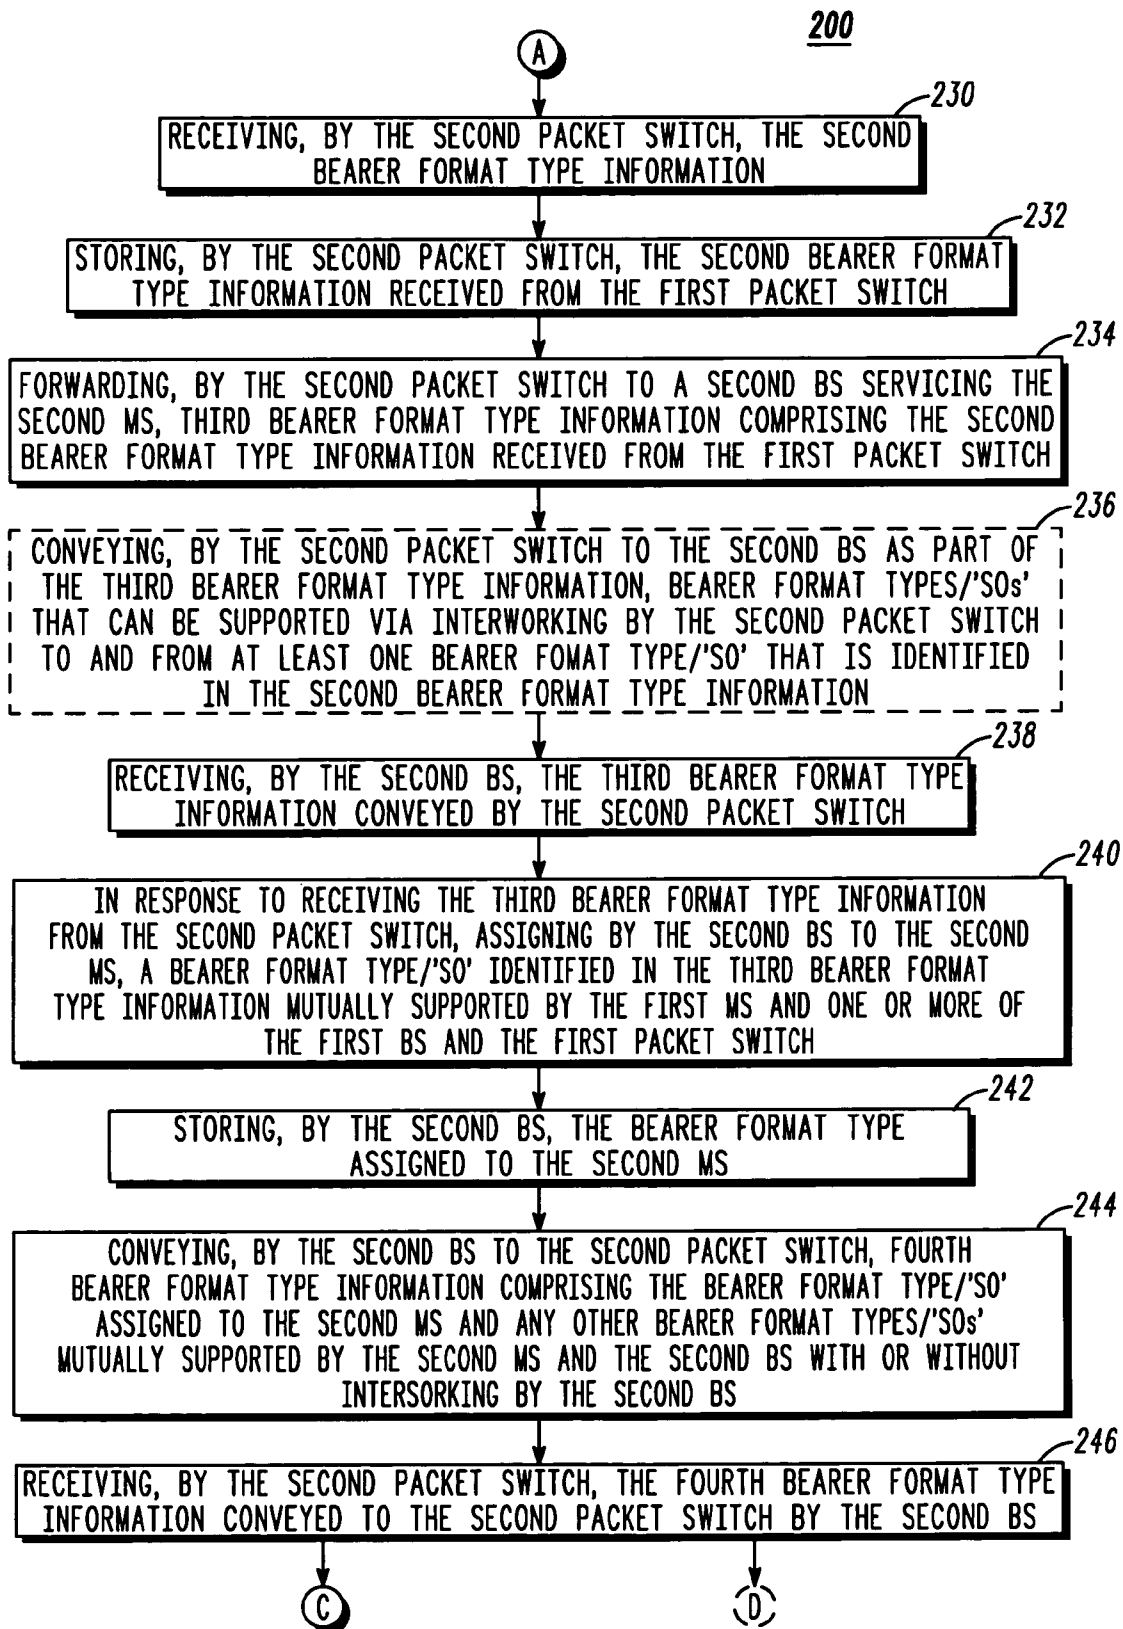 200
A
230
RECEIVING, BY THE SECOND PACKET SWITCH, THE SECOND
BEARER FORMAT TYPE INFORMATION
232
STORING, BY THE SECOND PACKET SWITCH, THE SECOND BEARER FORMAT
TYPE INFORMATION RECEIVED FROM THE FIRST PACKET SWITCH
234
FORWARDING, BY THE SECOND PACKET SWITCH TO A SECOND BS SERVICING THE
SECOND MS, THIRD BEARER FORMAT TYPE INFORMATION COMPRISING THE SECOND
BEARER FORMAT TYPE INFORMATION RECEIVED FROM THE FIRST PACKET SWITCH
236
CONVEYING, BY THE SECOND PACKET SWITCH TO THE SECOND BS AS PART OF
THE THIRD BEARER FORMAT TYPE INFORMATION, BEARER FORMAT TYPES/'SOs'
THAT CAN BE SUPPORTED VIA INTERWORKING BY THE SECOND PACKET SWITCH
TO AND FROM AT LEAST ONE BEARER FOMAT TYPE/'SO' THAT IS IDENTIFIED
IN THE SECOND BEARER FORMAT TYPE INFORMATION
238
RECEIVING, BY THE SECOND BS, THE THIRD BEARER FORMAT TYPE
INFORMATION CONVEYED BY THE SECOND PACKET SWITCH
240
IN RESPONSE TO RECEIVING THE THIRD BEARER FORMAT TYPE INFORMATION
FROM THE SECOND PACKET SWITCH, ASSIGNING BY THE SECOND BS TO THE SECOND
MS, A BEARER FORMAT TYPE/'SO' IDENTIFIED IN THE THIRD BEARER FORMAT
TYPE INFORMATION MUTUALLY SUPPORTED BY THE FIRST MS AND ONE OR MORE OF
THE FIRST BS AND THE FIRST PACKET SWITCH
242
STORING, BY THE SECOND BS, THE BEARER FORMAT TYPE
ASSIGNED TO THE SECOND MS
244
CONVEYING, BY THE SECOND BS TO THE SECOND PACKET SWITCH, FOURTH
BEARER FORMAT TYPE INFORMATION COMPRISING THE BEARER FORMAT TYPE/'SO'
ASSIGNED TO THE SECOND MS AND ANY OTHER BEARER FORMAT TYPES/'SOs'
MUTUALLY SUPPORTED BY THE SECOND MS AND THE SECOND BS WITH OR WITHOUT
INTERSORKING BY THE SECOND BS
246
RECEIVING, BY THE SECOND PACKET SWITCH, THE FOURTH BEARER FORMAT TYPE
INFORMATION CONVEYED TO THE SECOND PACKET SWITCH BY THE SECOND BS
C
D